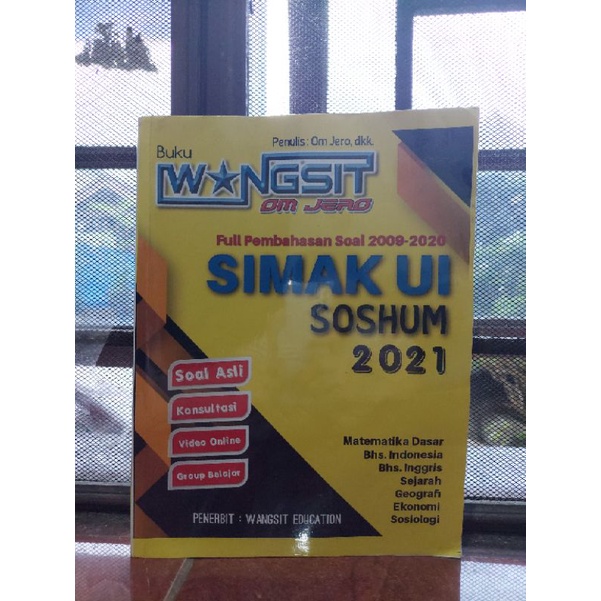 Penulis : Om Jero, dkk.
Buku
WANGSIT
OM JERO
Full Pembahasan Soal 2009-2020
SIMAK UI
SOSHUM
2021
Soal Asli
Konsultasi
Video Online
Group Belajar
Matematika Dasar
Bhs. Indonesia
Bhs. Inggris
Sejarah
Geografi
Ekonomi
Sosiologi
PENERBIT : WANGSIT EDUCATION